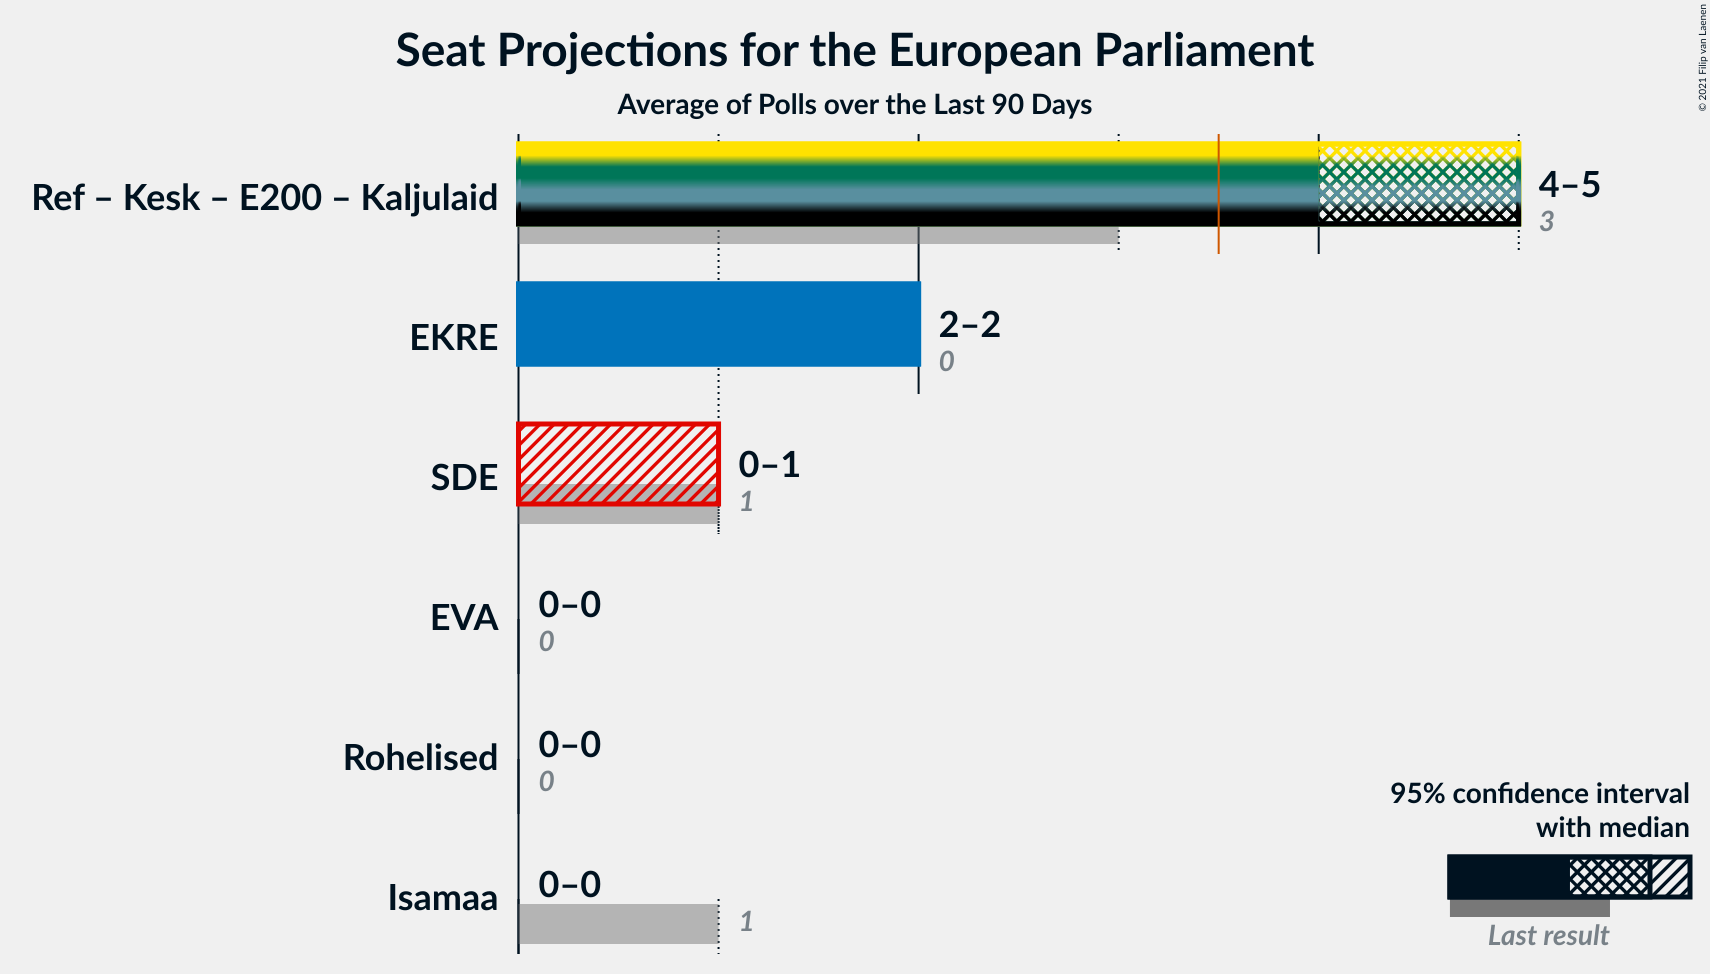 Seat Projections for the European Parliament
Average of Polls over the Last 90 Days
© 2021 Filip van Laenen
Ref – Kesk – E200 – Kaljulaid
4–5
3
EKRE
2–2
0
SDE
0–1
1
EVA
0–0
0
Rohelised
0–0
0
Isamaa
0–0
1
95% confidence interval
with median
Last result